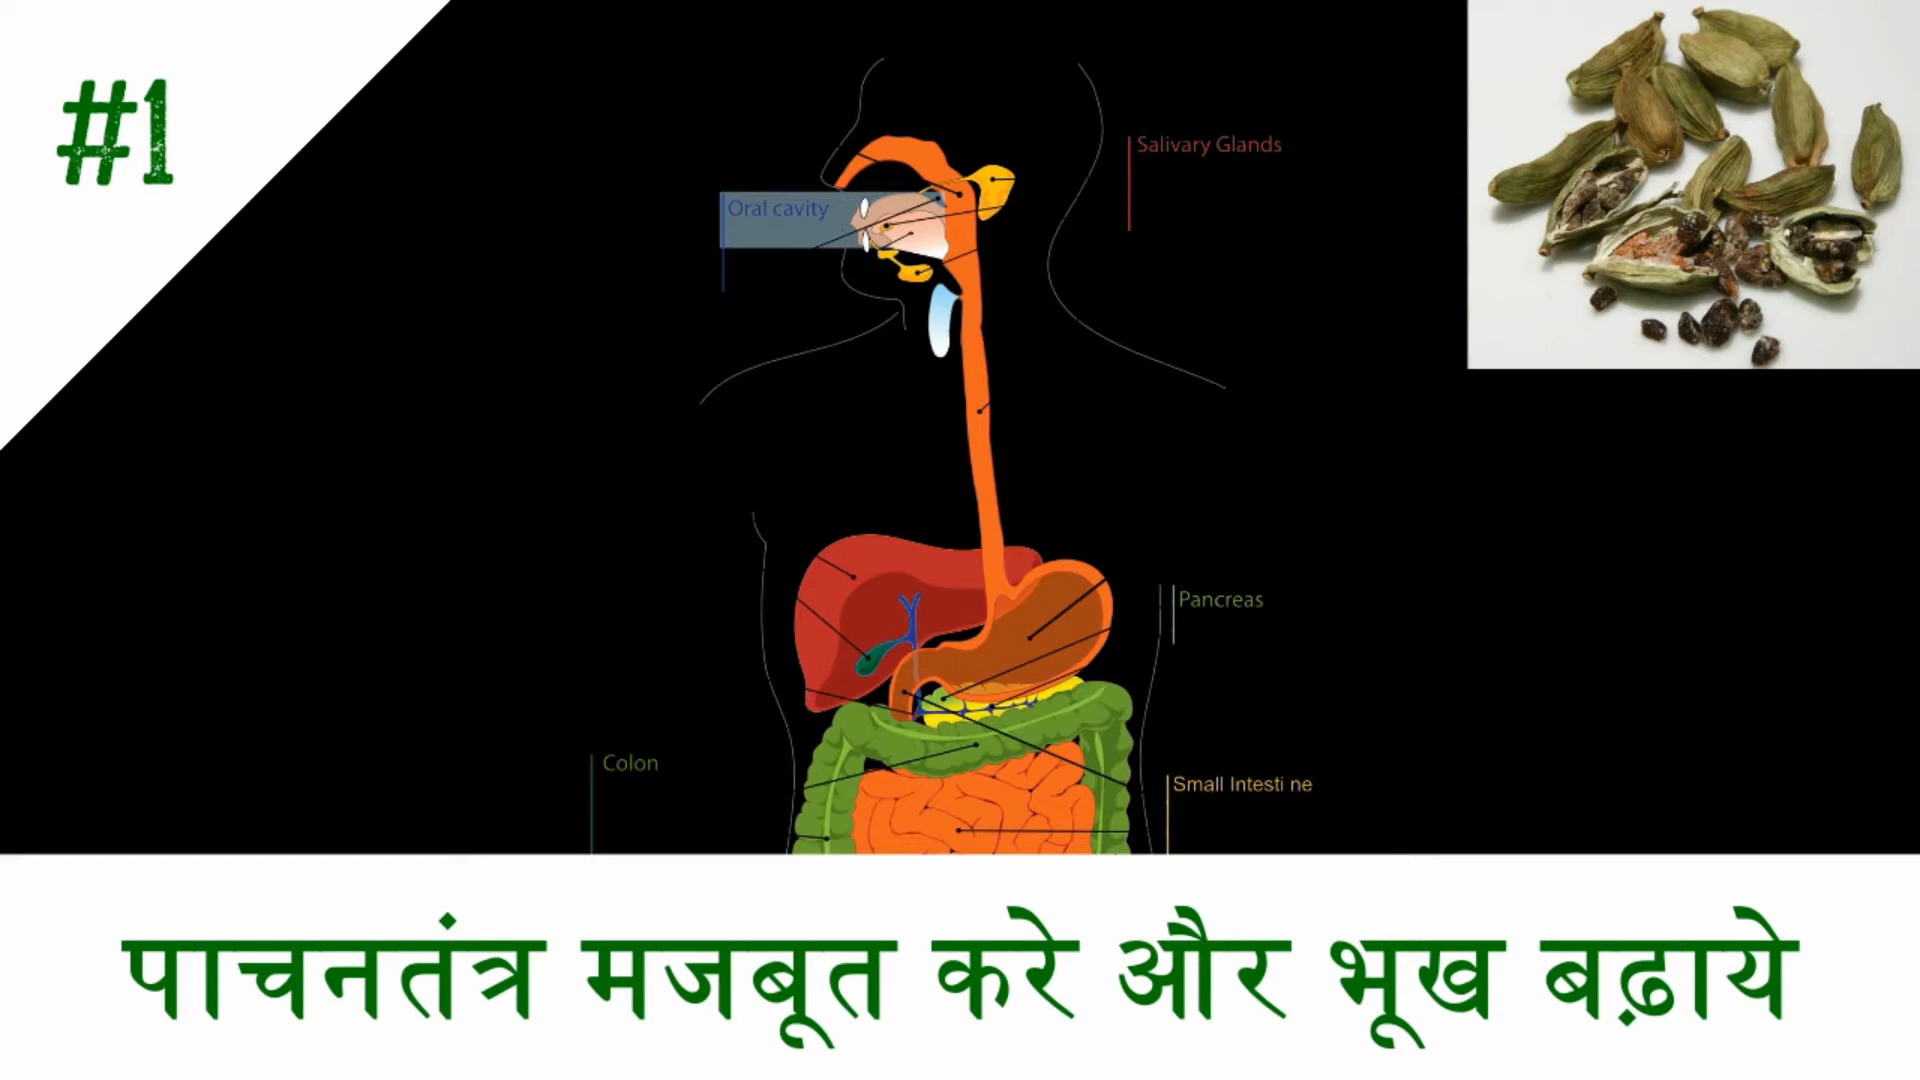 #1
Salivary Glands
Oral cavity
Pancreas
Colon
Small Intesti ne
पाचनतंत्र मजबूत करे और भूख बढ़ाये